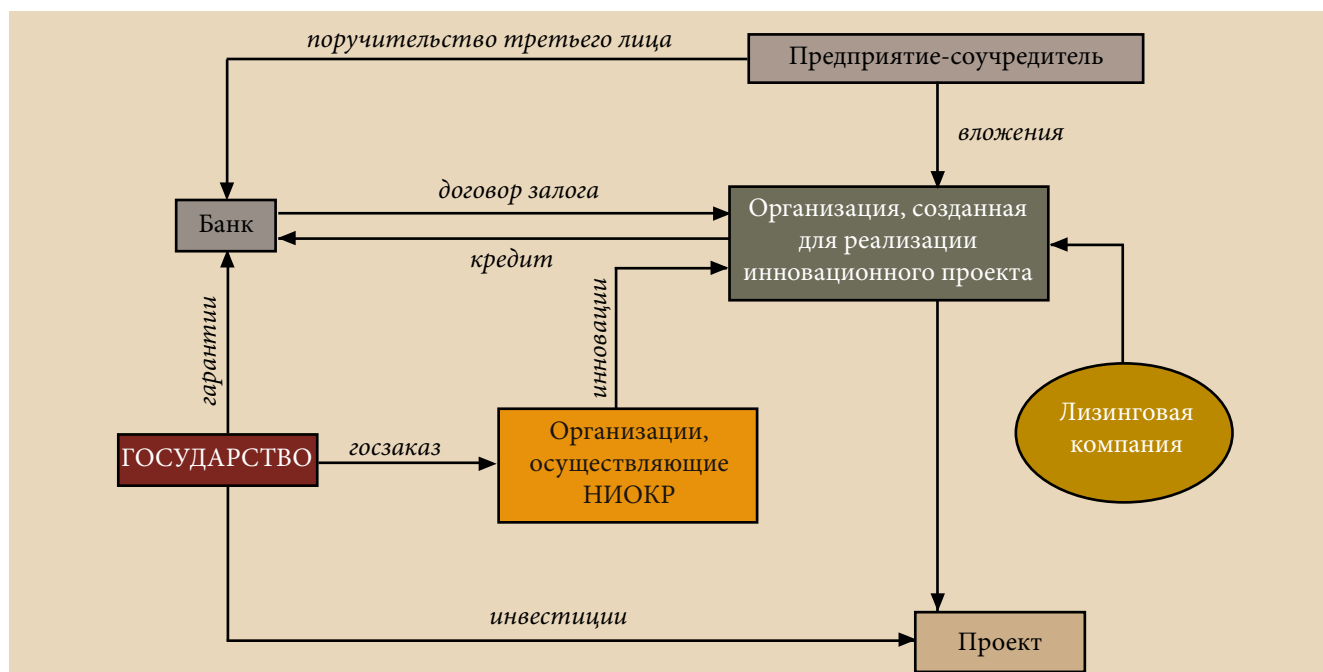 поручительство третьего лица
Предприятие-соучредитель
вложения
договор залога
Банк
Организация, созданная
для реализации
инновационного проекта
кредит
гарантии
инновации
Лизинговая
компания
ГОСУДАРСТВО
госзаказ
Организации,
осуществляющие
НИОКР
инвестиции
Проект